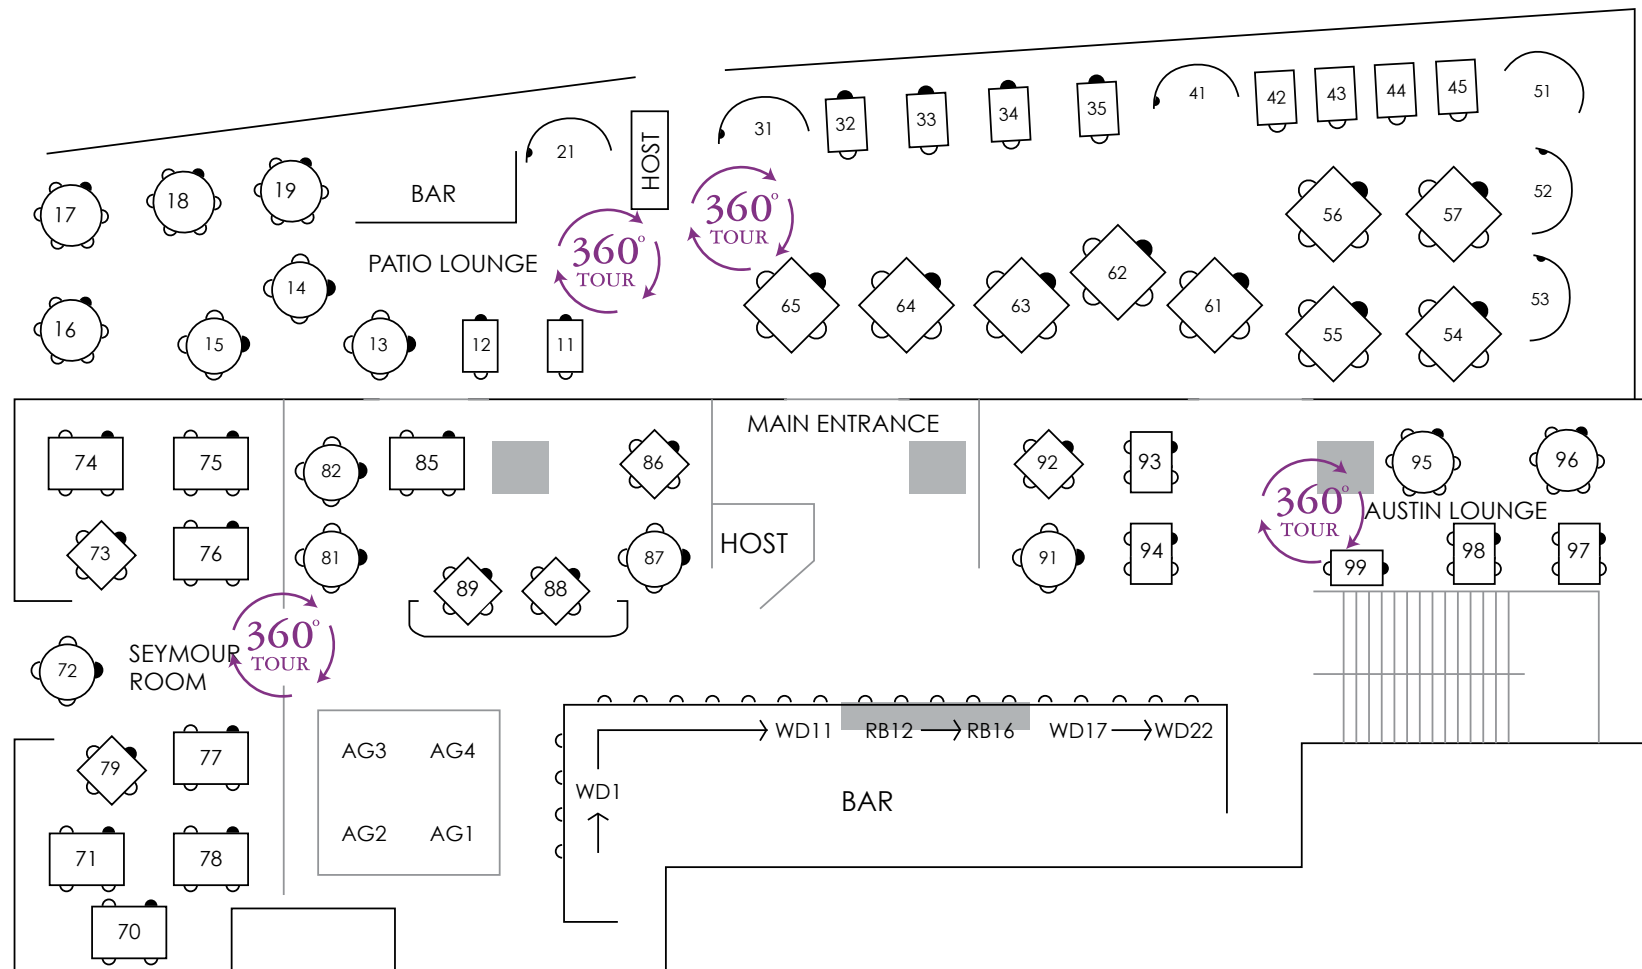 51
45
44
43
42
41
35
34
33
32
31
21
HOST
19
18
17
BAR
52
56
57
360°
TOUR
360°
TOUR
PATIO LOUNGE
62
14
53
65
64
63
61
16
15
13
12
11
55
54
MAIN ENTRANCE
74
75
82
85
86
92
93
95
96
360°
TOUR
AUSTIN LOUNGE
HOST
73
76
81
87
91
94
98
97
99
89
88
360°
TOUR
SEYMOUR
ROOM
72
WD11
RB12
RB16
WD17
WD22
AG3
AG4
77
79
WD1
BAR
AG2
AG1
71
78
70